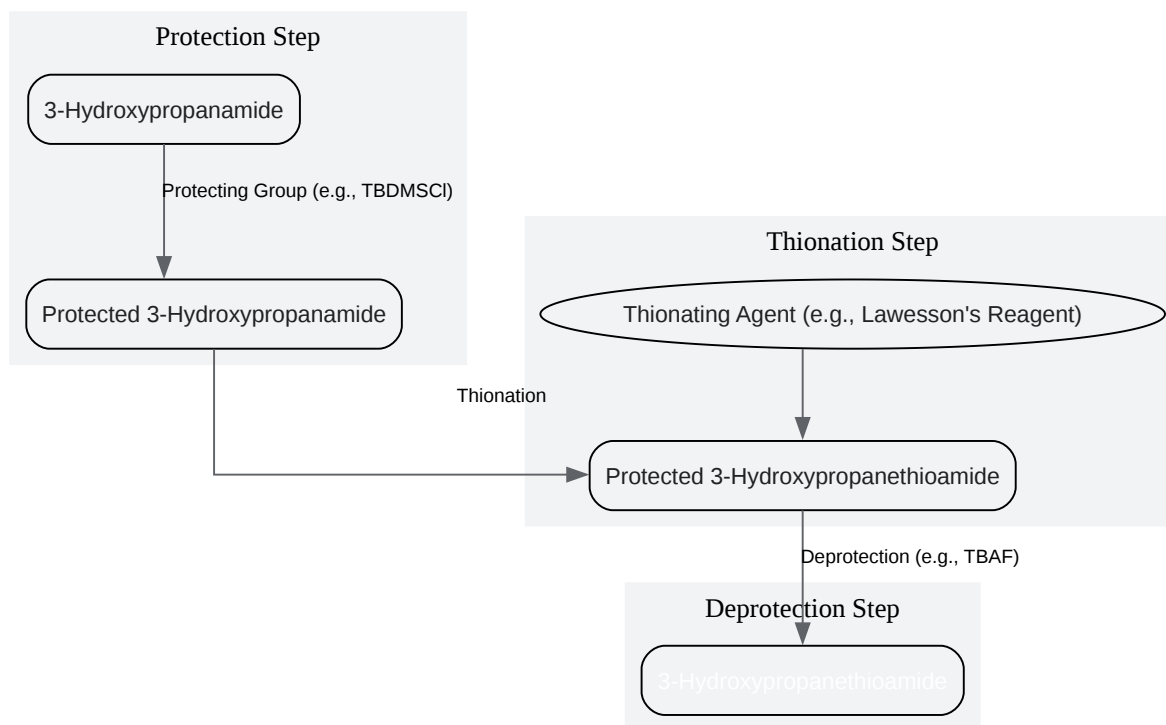 Protection Step
3-Hydroxypropanamide
Protecting Group (e.g., TBDMSCl)
Protected 3-Hydroxypropanamide
Thionation Step
Thionating Agent (e.g., Lawesson's Reagent)
Thionation
Protected 3-Hydroxypropanethioamide
Deprotection (e.g., TBAF)
Deprotection Step
3-Hydroxypropanethioamide